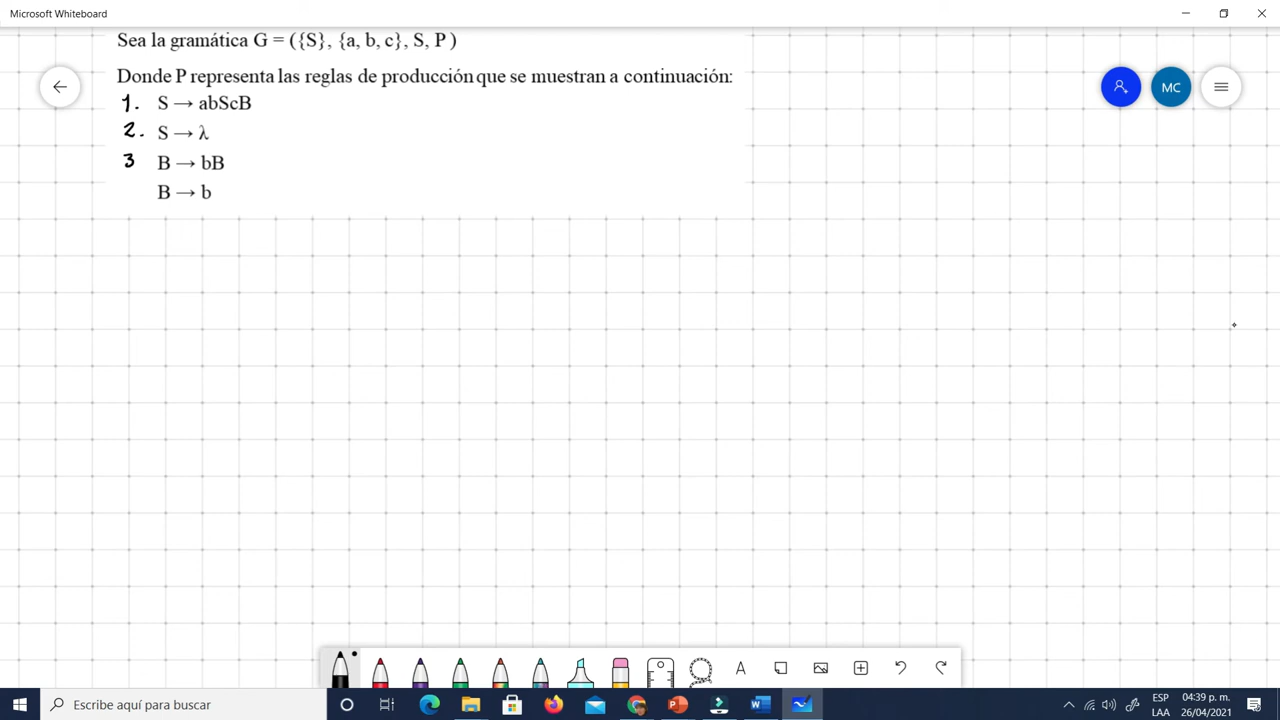 Microsoft Whiteboard
Sea la gramática G = ({S}, {a, b, c}, S, P )
Donde P representa las reglas de producción que se muestran a continuación:
1. S → abScB
2. S → λ
3 B → bB
B → b
MC
A
Escribe aquí para buscar
ESP
LAA
04:39 p. m.
26/04/2021